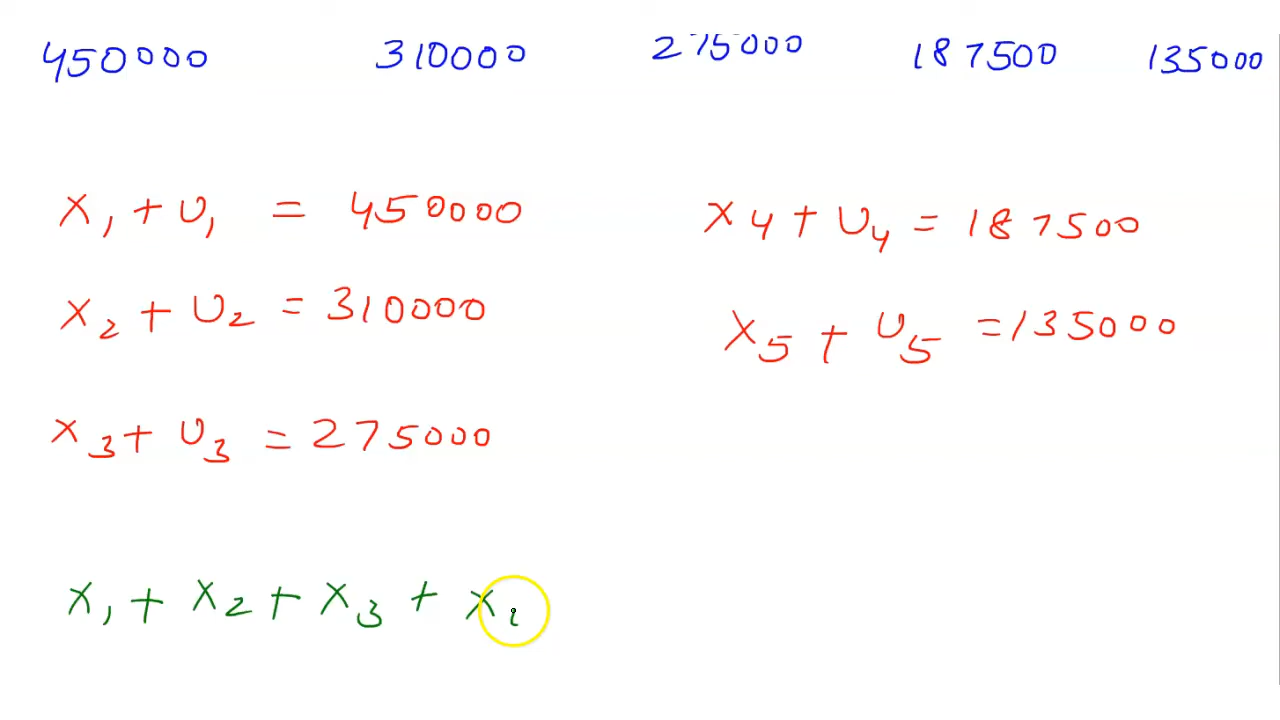 450000 310000 275000 187500 135000
x₁ + U₁ = 450000
x₂ + U₂ = 310000
x₃ + U₃ = 275000
x₄ + U₄ = 187500
x₅ + U₅ = 135000
x₁ + x₂ + x₃ + x